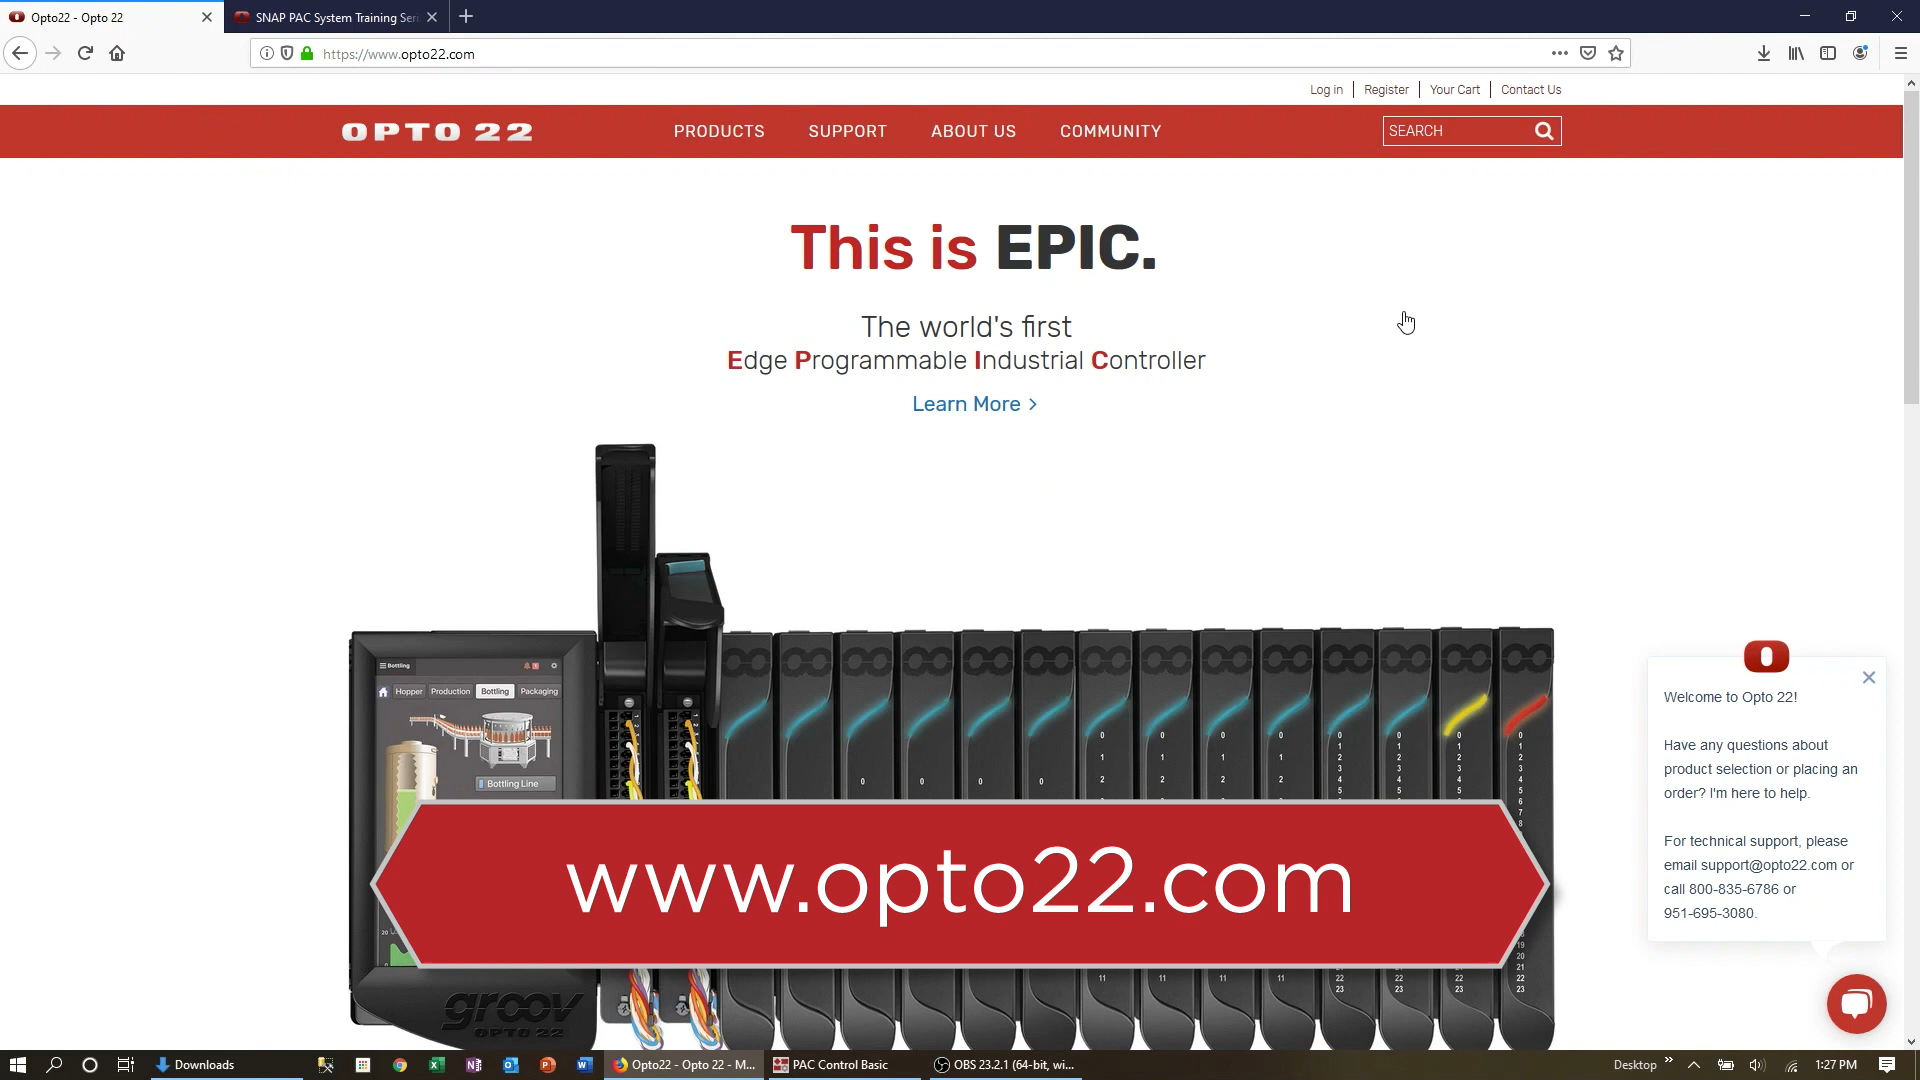 Opto22 - Opto 22
SNAP PAC System Training Seri
https://www.opto22.com
Log in
Register
Your Cart
Contact Us
OPTO 22
PRODUCTS
SUPPORT
ABOUT US
COMMUNITY
SEARCH
This is EPIC.
The world's first
Edge Programmable Industrial Controller
Learn More >
Bottling
Hopper
Production
Bottling
Packaging
Bottling Line
www.opto22.com
groov
OPTO 22
Welcome to Opto 22!
Have any questions about
product selection or placing an
order? I'm here to help.
For technical support, please
email support@opto22.com or
call 800-835-6786 or
951-695-3080.
Downloads
Opto22 - Opto 22 - M...
PAC Control Basic
OBS 23.2.1 (64-bit, wi...
Desktop
1:27 PM